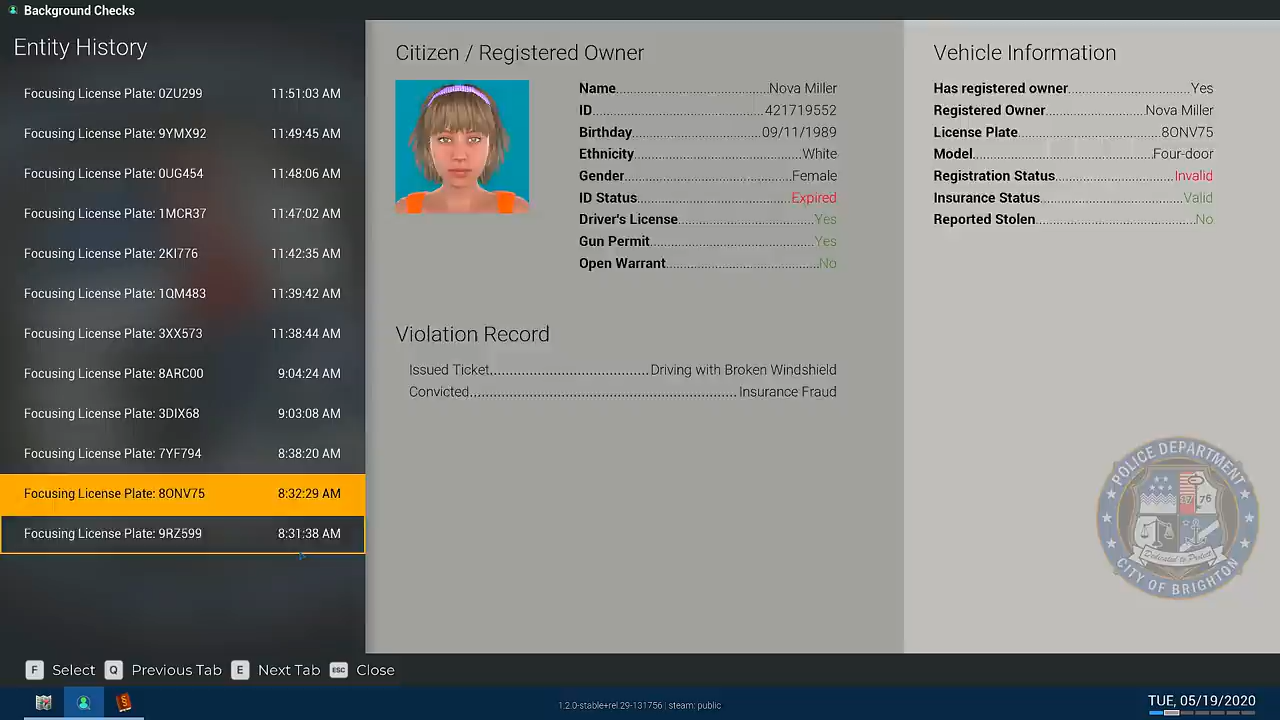 Background Checks
Entity History
Focusing License Plate: 0ZU299 11:51:03 AM
Focusing License Plate: 9YMX92 11:49:45 AM
Focusing License Plate: 0UG454 11:48:06 AM
Focusing License Plate: 1MCR37 11:47:02 AM
Focusing License Plate: 2KI776 11:42:35 AM
Focusing License Plate: 1QM483 11:39:42 AM
Focusing License Plate: 3XX573 11:38:44 AM
Focusing License Plate: 8ARC00 9:04:24 AM
Focusing License Plate: 3DIX68 9:03:08 AM
Focusing License Plate: 7YF794 8:38:20 AM
Focusing License Plate: 8ONV75 8:32:29 AM
Focusing License Plate: 9RZ599 8:31:38 AM
Citizen / Registered Owner
Name Nova Miller
ID 421719552
Birthday 09/11/1989
Ethnicity White
Gender Female
ID Status Expired
Driver's License Yes
Gun Permit Yes
Open Warrant No
Violation Record
Issued Ticket Driving with Broken Windshield
Convicted Insurance Fraud
Vehicle Information
Has registered owner Yes
Registered Owner Nova Miller
License Plate 8ONV75
Model Four-door
Registration Status Invalid
Insurance Status Valid
Reported Stolen No
POLICE DEPARTMENT
17 76
Dedicated to Protect
CITY OF BRIGHTON
F Select Q Previous Tab E Next Tab ESC Close
1.2.0-stable+rel 29-131756 | steam: public
TUE, 05/19/2020